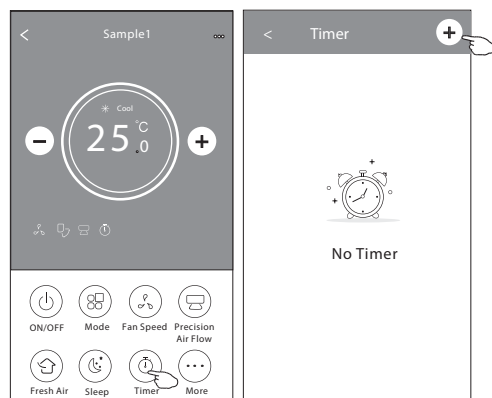 Sample1
Cool
25.0°C
ON/OFF
Mode
Fan Speed
Precision
Air Flow
Fresh Air
Sleep
Timer
More
Timer
No Timer